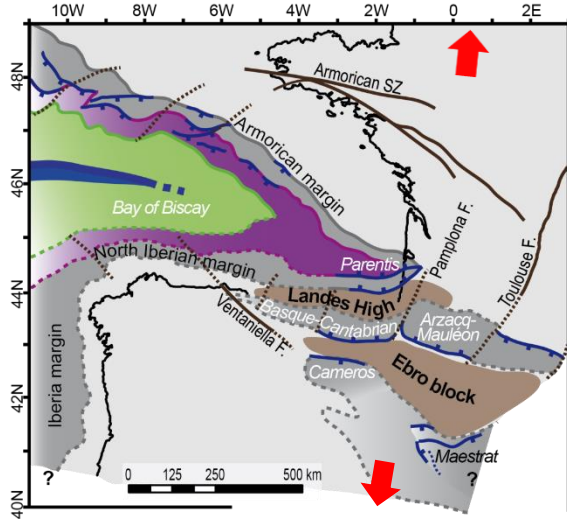 10W 8W 6W 4W 2W 0 2E
48N
46N
44N
42N
40N
Armorican SZ
Armorican margin
Bay of Biscay
Pamplona F.
Toulouse F.
North Iberian margin
Parentis
Landes High
Ventaniella F.
Basque-Cantabrian
Arzacq-
Mauléon
Iberia margin
Cameros
Ebro block
Maestrat
?
?
0 125 250 500 km